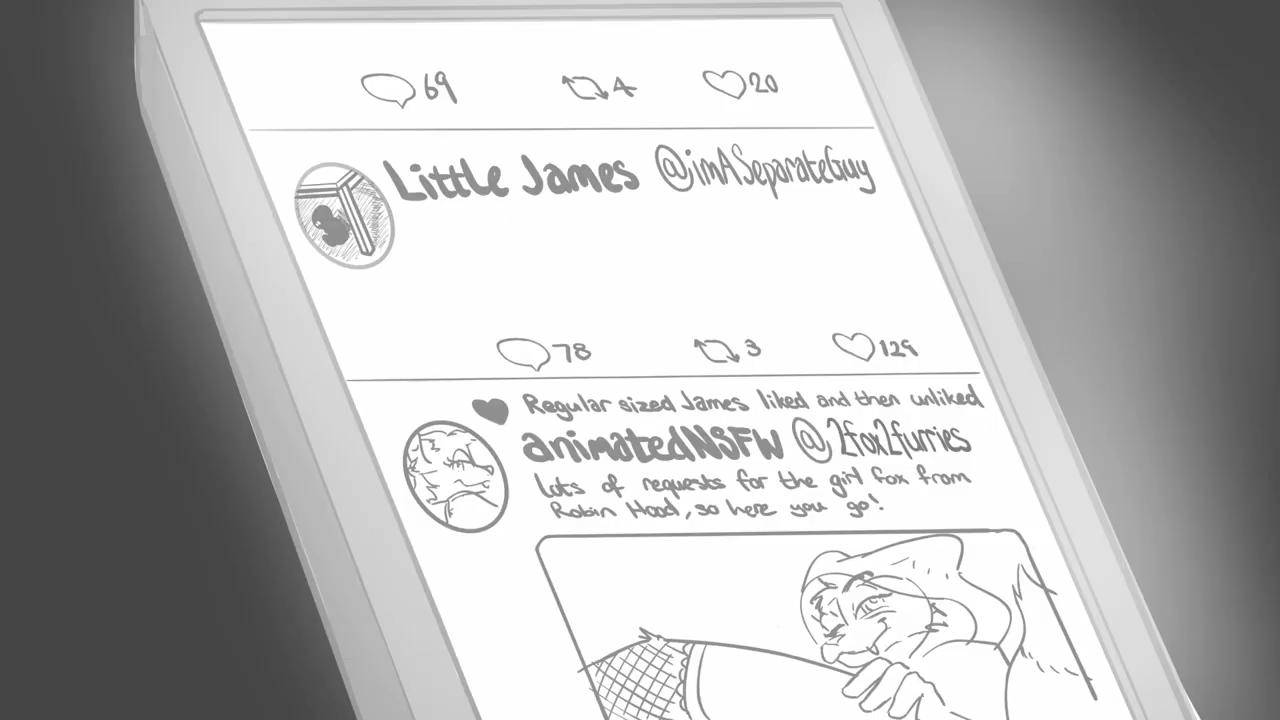 69 4 20
Little James @imASeparateGuy
78 3 129
Regular sized James liked and then unliked
animatedNSFW @2fox2furries
lots of requests for the girl fox from
Robin Hood, so here you go!